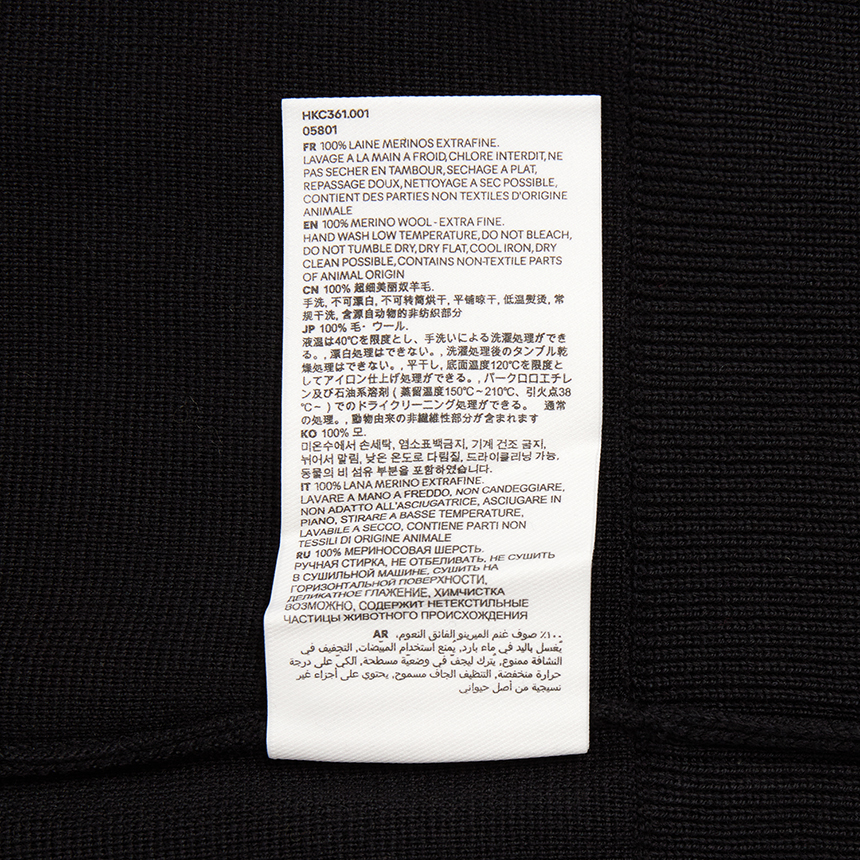 HKC361.001
05801
FR 100% LAINE MERINOS EXTRAFINE.
LAVAGE A LA MAIN A FROID, CHLORE INTERDIT, NE
PAS SECHER EN TAMBOUR, SECHAGE A PLAT,
REPASSAGE DOUX, NETTOYAGE A SEC POSSIBLE,
CONTIENT DES PARTIES NON TEXTILES D'ORIGINE
ANIMALE
EN 100% MERINO WOOL - EXTRA FINE.
HAND WASH LOW TEMPERATURE, DO NOT BLEACH,
DO NOT TUMBLE DRY, DRY FLAT, COOL IRON, DRY
CLEAN POSSIBLE, CONTAINS NON-TEXTILE PARTS
OF ANIMAL ORIGIN
CN 100% 超细美丽奴羊毛.
手洗, 不可漂白, 不可转筒烘干, 平铺晾干, 低温熨烫, 常
规干洗, 含源自动物的非纺织部分
JP 100% 毛・ウール.
液温は40℃を限度とし、手洗いによる洗濯処理ができ
る。, 漂白処理はできない。, 洗濯処理後のタンブル乾
燥処理はできない。, 平干し, 底面温度120℃を限度と
してアイロン仕上げ処理ができる。, パークロロエチレ
ン及び石油系溶剤 ( 蒸留温度150℃~210℃、引火点38
℃~ ) でのドライクリーニング処理ができる。 通常
の処理。, 動物由来の非繊維性部分が含まれます
KO 100% 모.
미온수에서 손세탁, 염소표백금지, 기계 건조 금지,
뉘어서 말림, 낮은 온도로 다림질, 드라이클리닝 가능.
동물의 비 섬유 부분을 포함하였습니다.
IT 100% LANA MERINO EXTRAFINE.
LAVARE A MANO A FREDDO, NON CANDEGGIARE,
NON ADATTO ALL'ASCIUGATRICE, ASCIUGARE IN
PIANO, STIRARE A BASSE TEMPERATURE,
LAVABILE A SECCO, CONTIENE PARTI NON
TESSILI DI ORIGINE ANIMALE
RU 100% МЕРИНОСОВАЯ ШЕРСТЬ.
РУЧНАЯ СТИРКА, НЕ ОТБЕЛИВАТЬ, НЕ СУШИТЬ
В СУШИЛЬНОЙ МАШИНЕ, СУШИТЬ НА
ГОРИЗОНТАЛЬНОЙ ПОВЕРХНОСТИ,
ДЕЛИКАТНОЕ ГЛАЖЕНИЕ, ХИМЧИСТКА
ВОЗМОЖНО, СОДЕРЖИТ НЕТЕКСТИЛЬНЫЕ
ЧАСТИЦЫ ЖИВОТНОГО ПРОИСХОЖДЕНИЯ
AR ١٠٠٪ صوف غنم الميرينو الفائق النعوم,
يُغسل باليد في ماء بارد, يُمنع استخدام المبيّضات, التجفيف في
النشافة ممنوع, يُترك ليجفّ في وضعيّة مسطحة, الكيّ على درجة
حرارة منخفضة, التنظيف الجاف مسموح, يحتوي على أجزاء غير
نسيجية من أصل حيواني